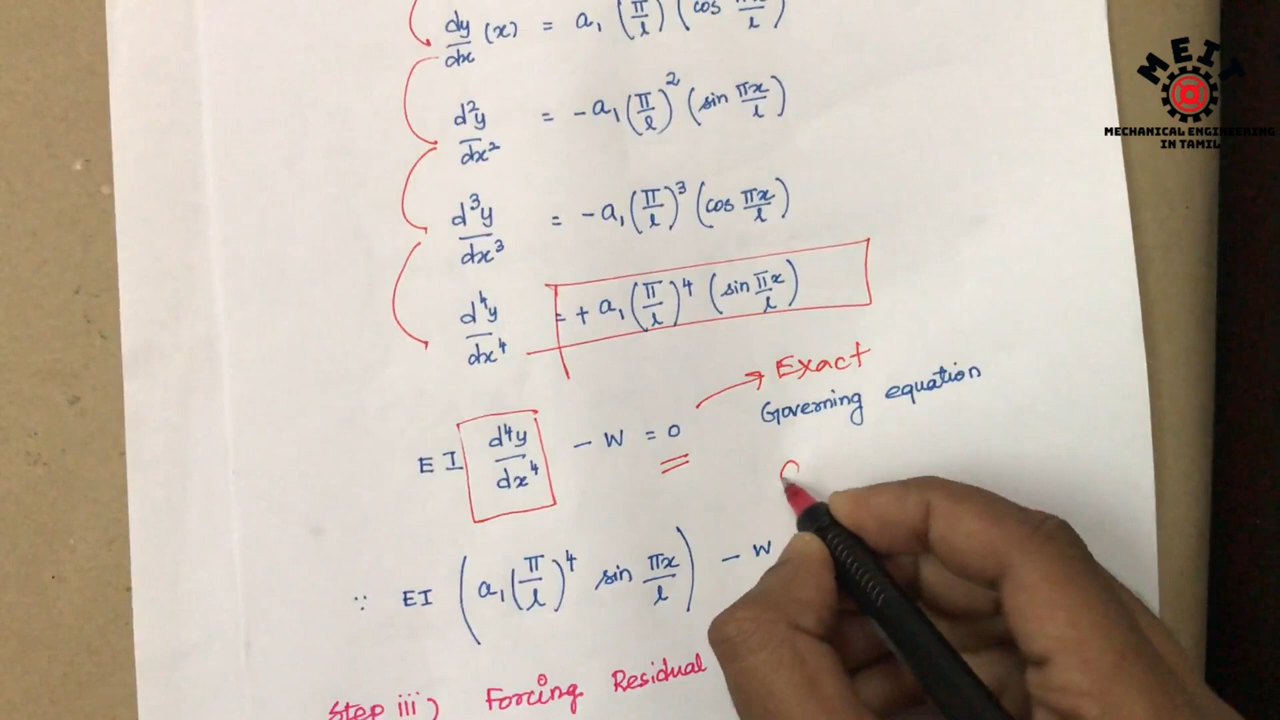 dy/dx (x) = a₁ (π/l) (cos πx/l)
d²y/dx² = -a₁ (π/l)² (sin πx/l)
d³y/dx³ = -a₁ (π/l)³ (cos πx/l)
d⁴y/dx⁴ = + a₁ (π/l)⁴ (sin πx/l)
Exact
Governing equation
EI d⁴y/dx⁴ - w = 0
∵ EI (a₁ (π/l)⁴ sin πx/l) - w
Step iii) Forcing Residual
MEIT
MECHANICAL ENGINEERING
IN TAMIL